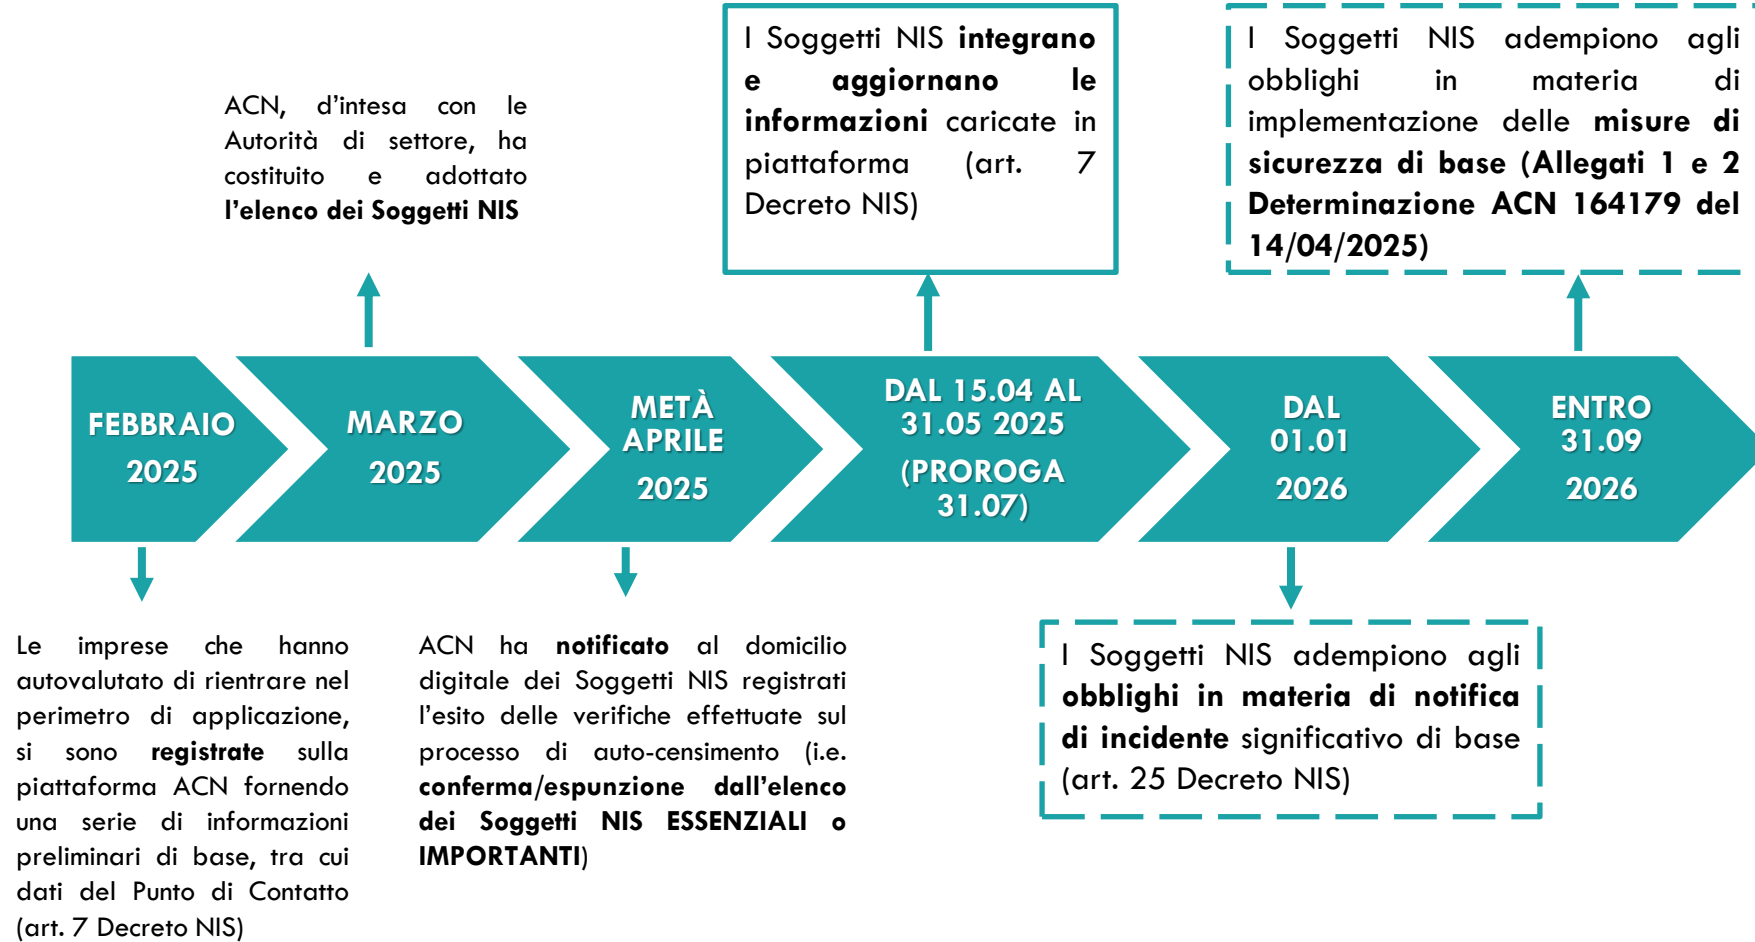 ACN, d'intesa con le
Autorità di settore, ha
costituito e adottato
l'elenco dei Soggetti NIS
I Soggetti NIS integrano
e aggiornano le
informazioni caricate in
piattaforma (art. 7
Decreto NIS)
I Soggetti NIS adempiono agli
obblighi in materia di
implementazione delle misure di
sicurezza di base (Allegati 1 e 2
Determinazione ACN 164179 del
14/04/2025)
FEBBRAIO
2025
MARZO
2025
METÀ
APRILE
2025
DAL 15.04 AL
31.05 2025
(PROROGA
31.07)
DAL
01.01
2026
ENTRO
31.09
2026
Le imprese che hanno
autovalutato di rientrare nel
perimetro di applicazione,
si sono registrate sulla
piattaforma ACN fornendo
una serie di informazioni
preliminari di base, tra cui
dati del Punto di Contatto
(art. 7 Decreto NIS)
ACN ha notificato al domicilio
digitale dei Soggetti NIS registrati
l'esito delle verifiche effettuate sul
processo di auto-censimento (i.e.
conferma/espunzione dall'elenco
dei Soggetti NIS ESSENZIALI o
IMPORTANTI)
I Soggetti NIS adempiono agli
obblighi in materia di notifica
di incidente significativo di base
(art. 25 Decreto NIS)